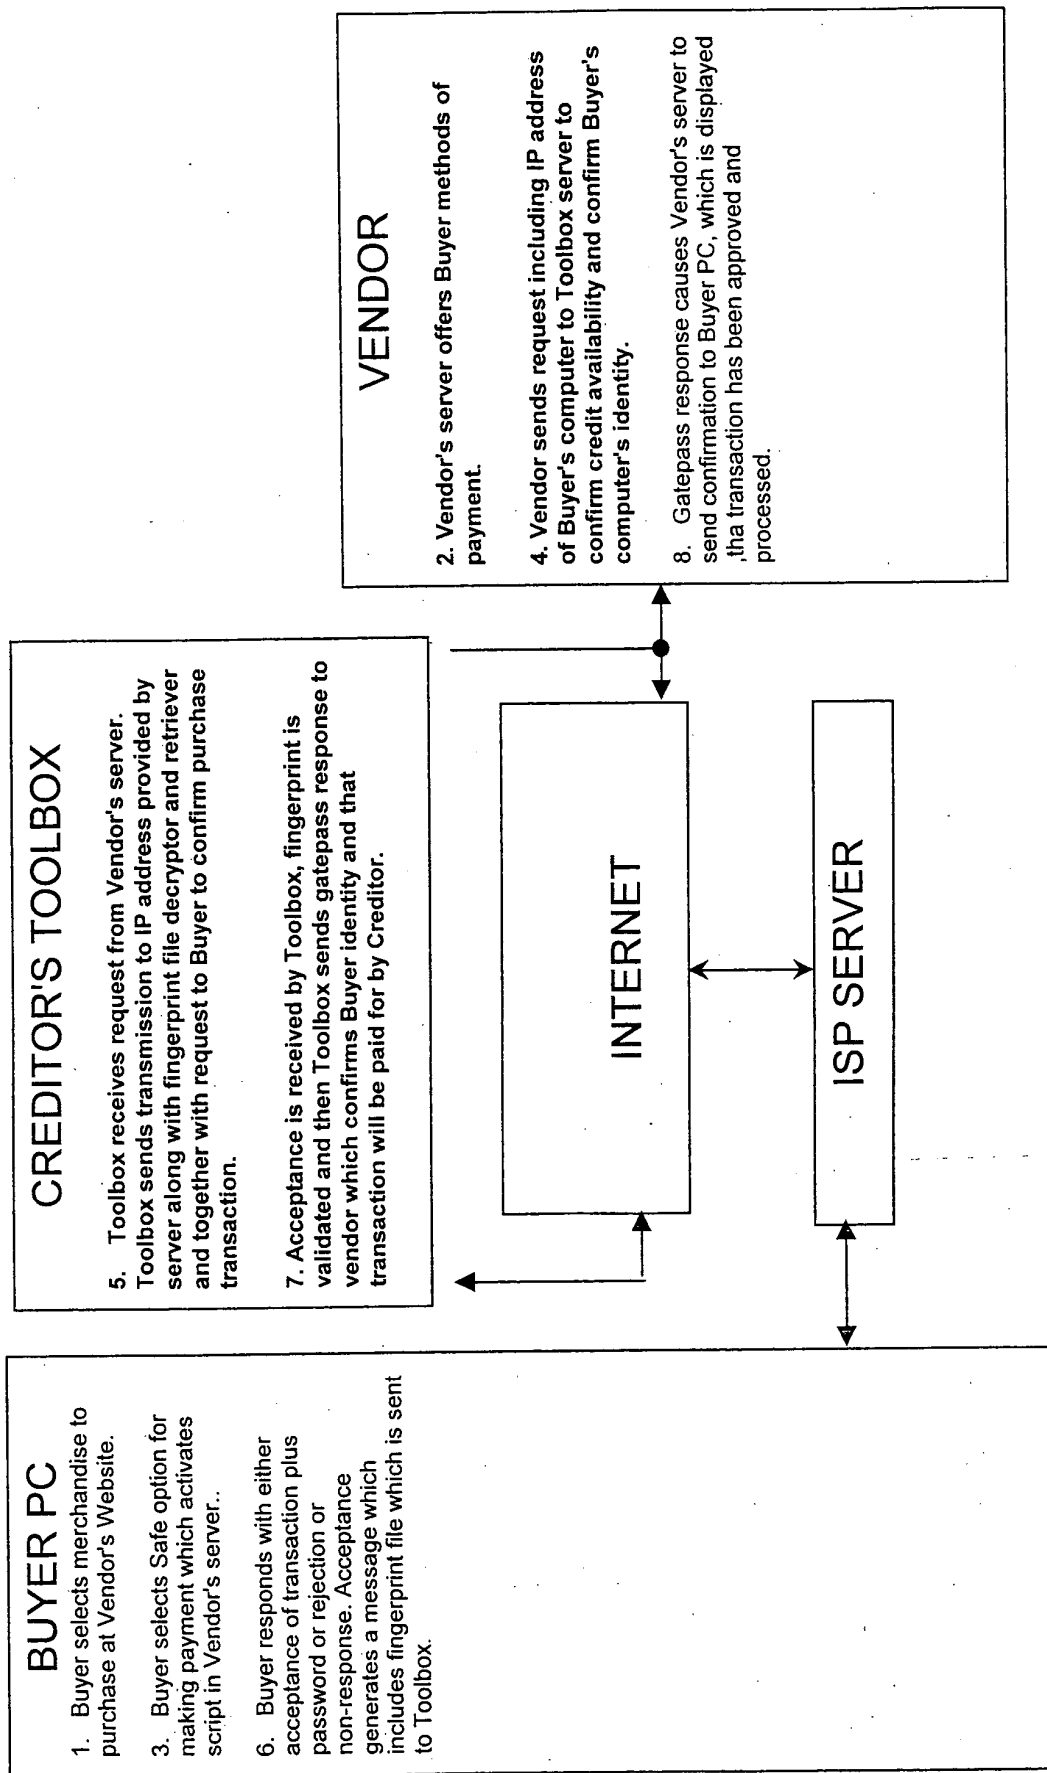 BUYER PC
1. Buyer selects merchandise to
purchase at Vendor's Website.
3. Buyer selects Safe option for
making payment which activates
script in Vendor's server..
6. Buyer responds with either
acceptance of transaction plus
password or rejection or
non-response. Acceptance
generates a message which
includes fingerprint file which is sent
to Toolbox.
CREDITOR'S TOOLBOX
5. Toolbox receives request from Vendor's server.
Toolbox sends transmission to IP address provided by
server along with fingerprint file decryptor and retriever
and together with request to Buyer to confirm purchase
transaction.
7. Acceptance is received by Toolbox, fingerprint is
validated and then Toolbox sends gatepass response to
vendor which confirms Buyer identity and that
transaction will be paid for by Creditor.
INTERNET
ISP SERVER
VENDOR
2. Vendor's server offers Buyer methods of
payment.
4. Vendor sends request including IP address
of Buyer's computer to Toolbox server to
confirm credit availability and confirm Buyer's
computer's identity.
8. Gatepass response causes Vendor's server to
send confirmation to Buyer PC, which is displayed
,tha transaction has been approved and
processed.